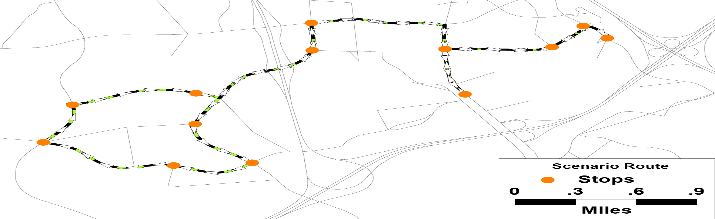 Scenario Route
Stops
0 .3 .6 .9
Miles